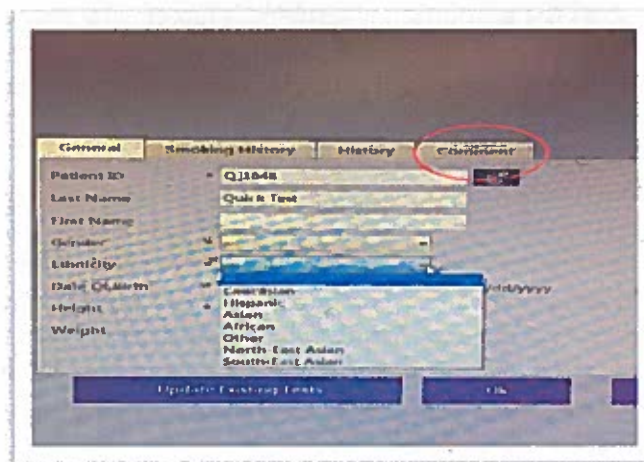 General Smoking History History Comment
Patient ID * QJ1848
Last Name Quick Test
First Name
Gender
Ethnicity
Date Of Birth
Caucasian
Height * Hispanic
Asian
Weight African
Other
North-East Asian
South-East Asian
Update Existing Tests Ok